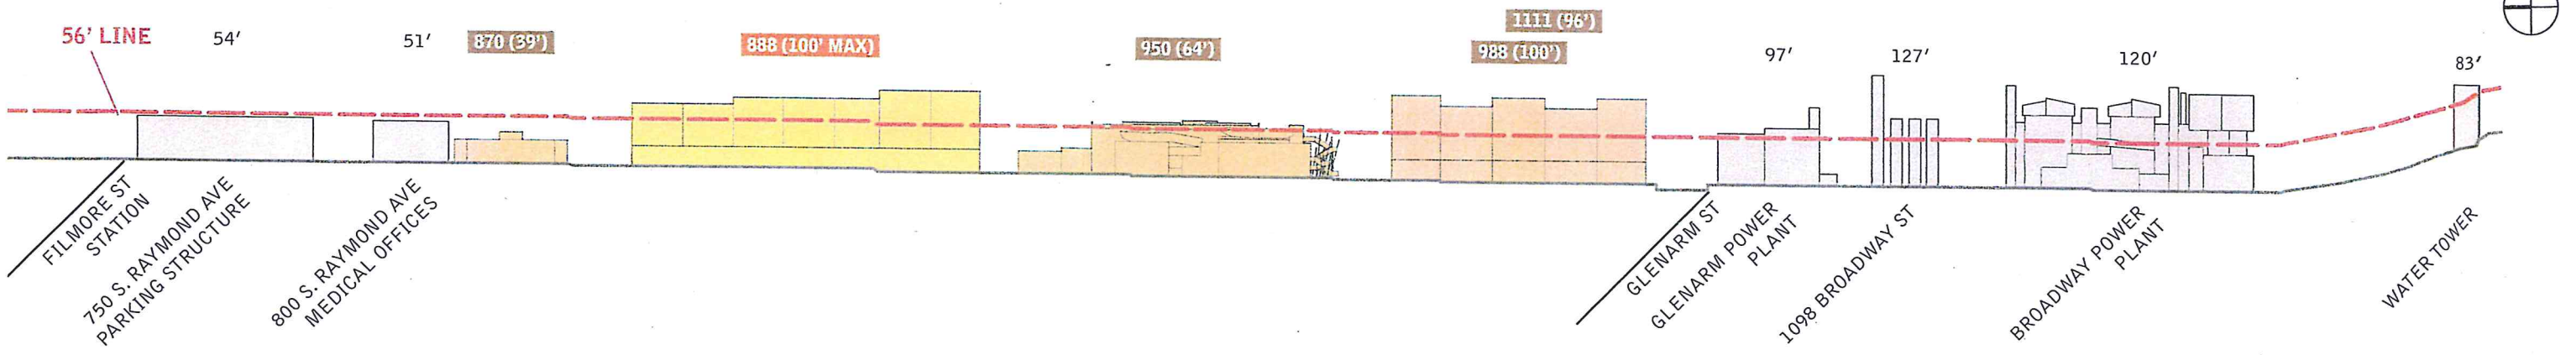 56' LINE
54'
51'
870 (39')
888 (100' MAX)
950 (64')
1111 (96')
988 (100')
97'
127'
120'
83'
FILMORE ST
STATION
750 S. RAYMOND AVE
PARKING STRUCTURE
800 S. RAYMOND AVE
MEDICAL OFFICES
GLENARM ST
GLENARM POWER
PLANT
1098 BROADWAY ST
BROADWAY POWER
PLANT
WATER TOWER